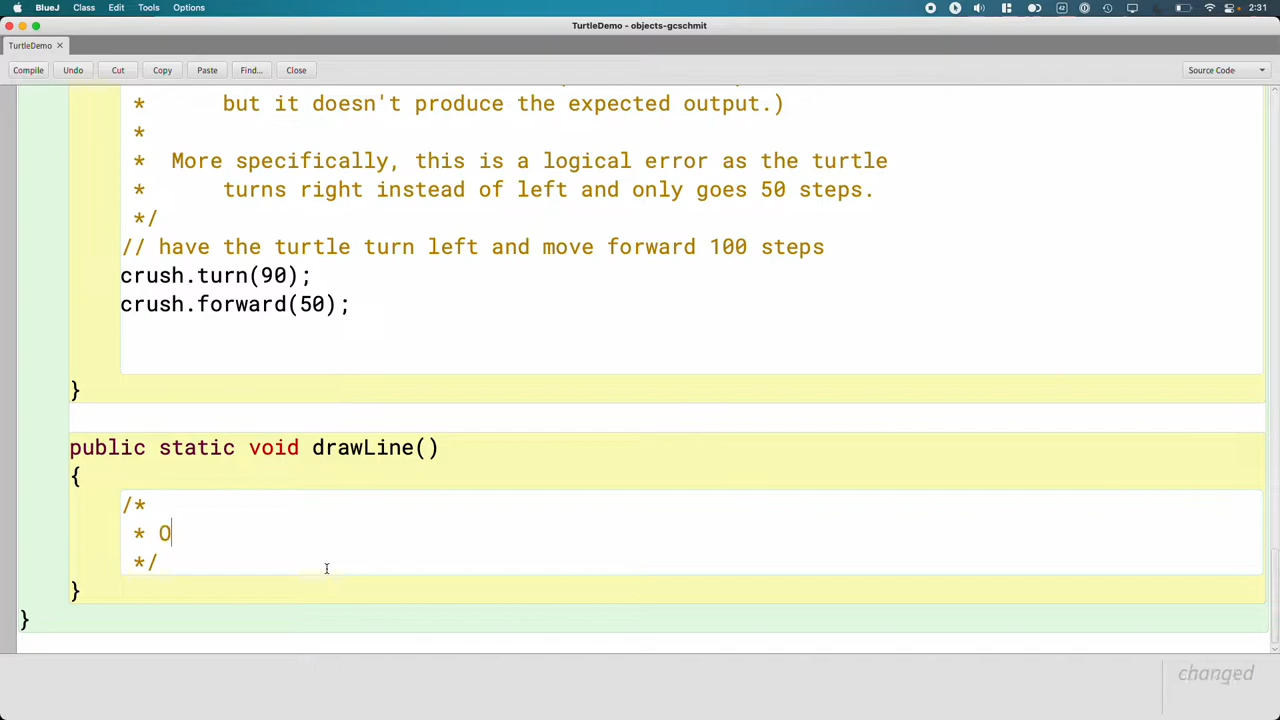 BlueJ Class Edit Tools Options 2:31
TurtleDemo - objects-gcschmit
TurtleDemo
Compile Undo Cut Copy Paste Find... Close Source Code
* but it doesn't produce the expected output.)
*
* More specifically, this is a logical error as the turtle
* turns right instead of left and only goes 50 steps.
*/
// have the turtle turn left and move forward 100 steps
crush.turn(90);
crush.forward(50);
}
public static void drawLine()
{
/*
* O
*/
}
}
changed